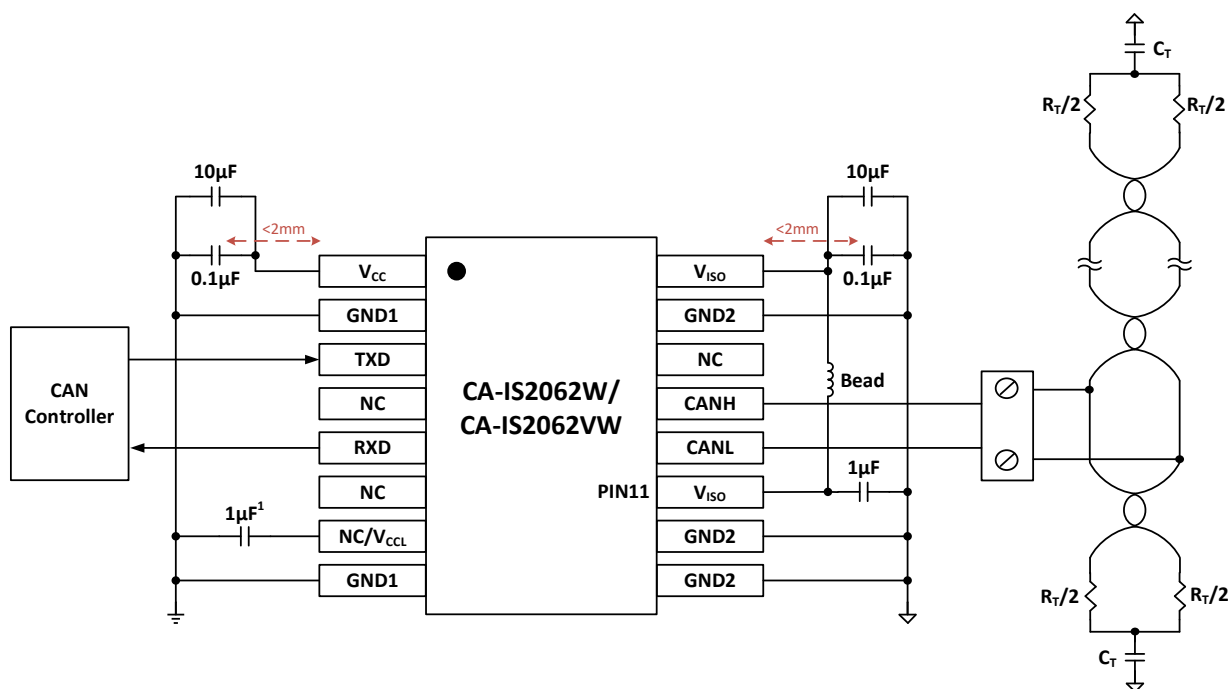 C_T
R_T/2
R_T/2
10µF
10µF
<2mm
<2mm
0.1µF
0.1µF
V_CC
V_ISO
GND1
GND2
TXD
NC
CAN
Controller
CA-IS2062W/
CA-IS2062VW
Bead
NC
CANH
RXD
CANL
1µF
NC
PIN11
V_ISO
1µF¹
NC/V_CCL
GND2
GND1
GND2
R_T/2
R_T/2
C_T